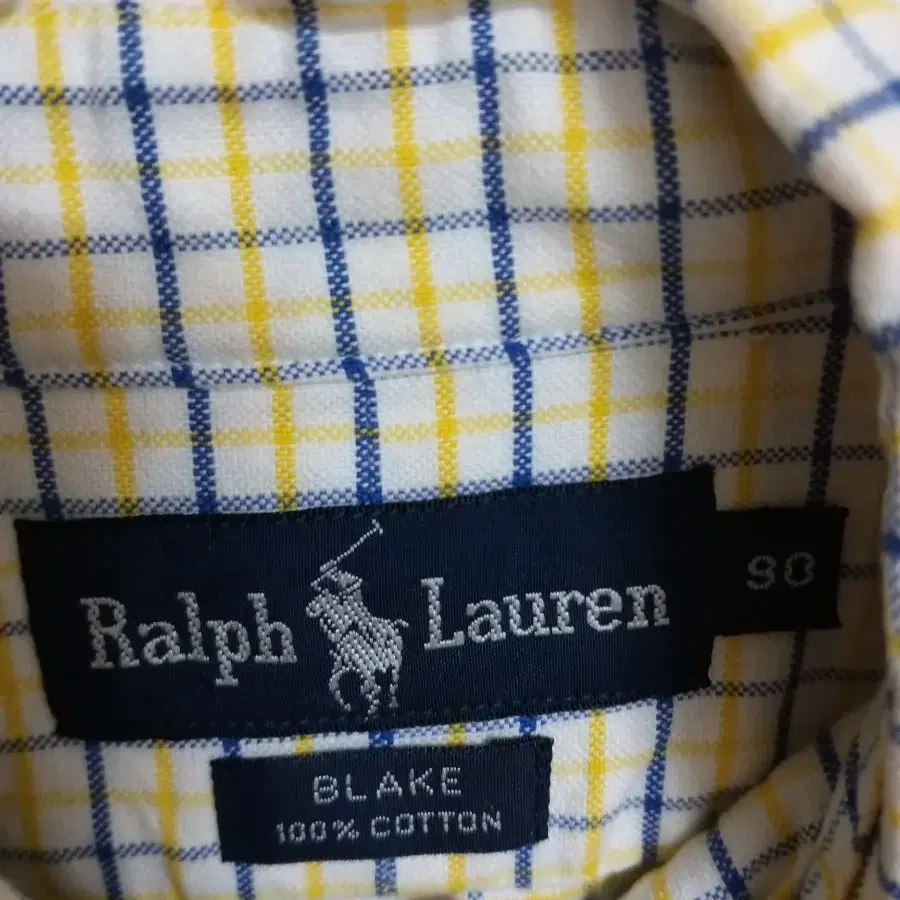 Ralph Lauren
90
BLAKE
100% COTTON